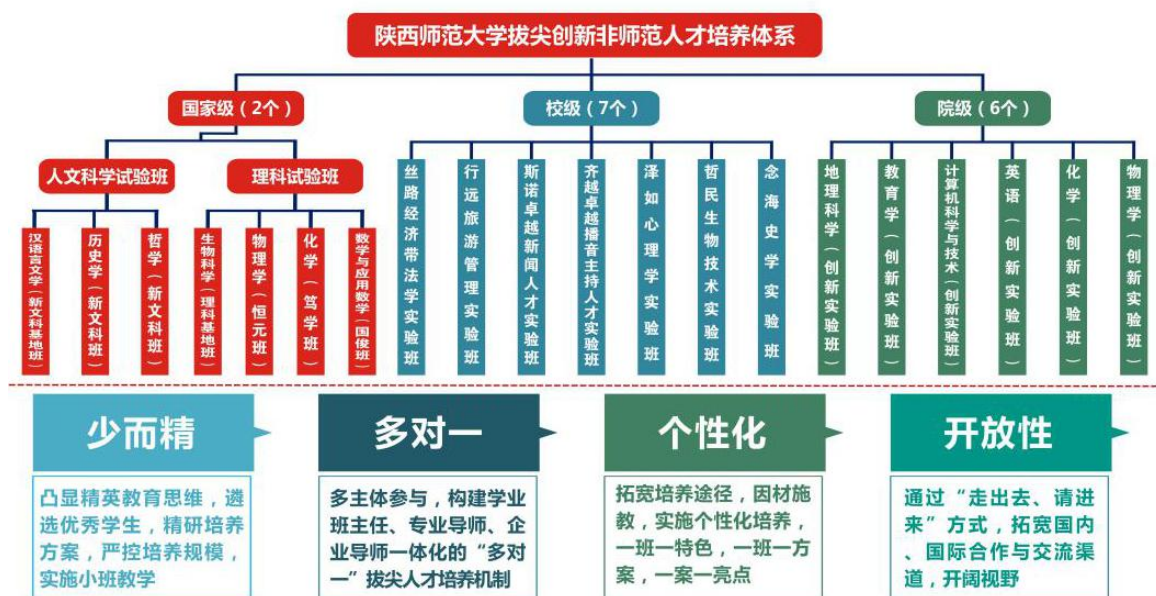 陕西师范大学拔尖创新非师范人才培养体系
国家级（2个）
校级（7个）
院级（6个）
人文科学试验班
理科试验班
汉语言文学（新文科基地班）
历史学（新文科班）
哲学（新文科班）
生物科学（理科基地班）
物理学（恒元班）
化学（笃学班）
数学与应用数学（国俊班）
丝路经济带法学实验班
行远旅游管理实验班
斯诺卓越新闻人才实验班
齐越卓越播音主持人才实验班
泽如心理学实验班
哲民生物技术实验班
念海史学实验班
地理科学（创新实验班）
教育学（创新实验班）
计算机科学与技术（创新实验班）
英语（创新实验班）
化学（创新实验班）
物理学（创新实验班）
少而精
凸显精英教育思维，遴
选优秀学生，精研培养
方案，严控培养规模，
实施小班教学
多对一
多主体参与，构建学业
班主任、专业导师、企
业导师一体化的“多对
一”拔尖人才培养机制
个性化
拓宽培养途径，因材施
教，实施个性化培养，
一班一特色，一班一方
案，一案一亮点
开放性
通过“走出去、请进
来”方式，拓宽国内
、国际合作与交流渠
道，开阔视野